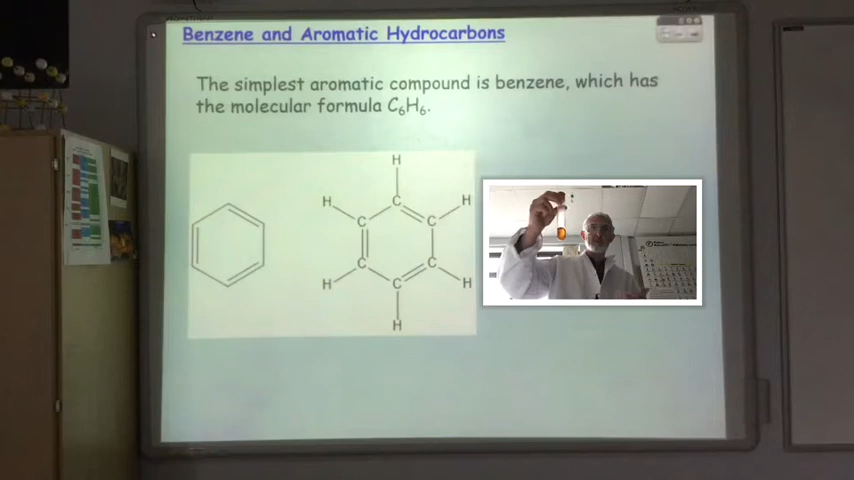 Benzene and Aromatic Hydrocarbons
The simplest aromatic compound is benzene, which has
the molecular formula C₆H₆.
H
H
C
H
C
C
C
C
H
C
H
H